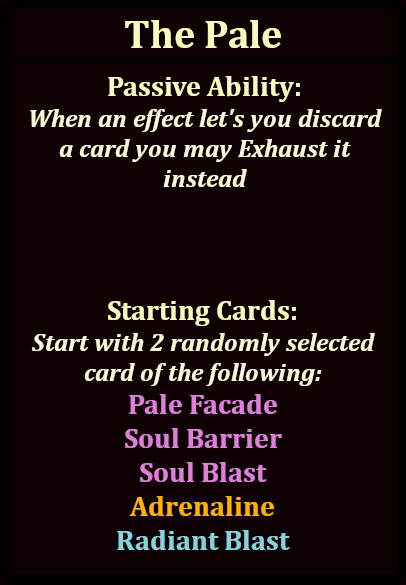 The Pale
Passive Ability:
When an effect let's you discard
a card you may Exhaust it
instead
Starting Cards:
Start with 2 randomly selected
card of the following:
Pale Facade
Soul Barrier
Soul Blast
Adrenaline
Radiant Blast